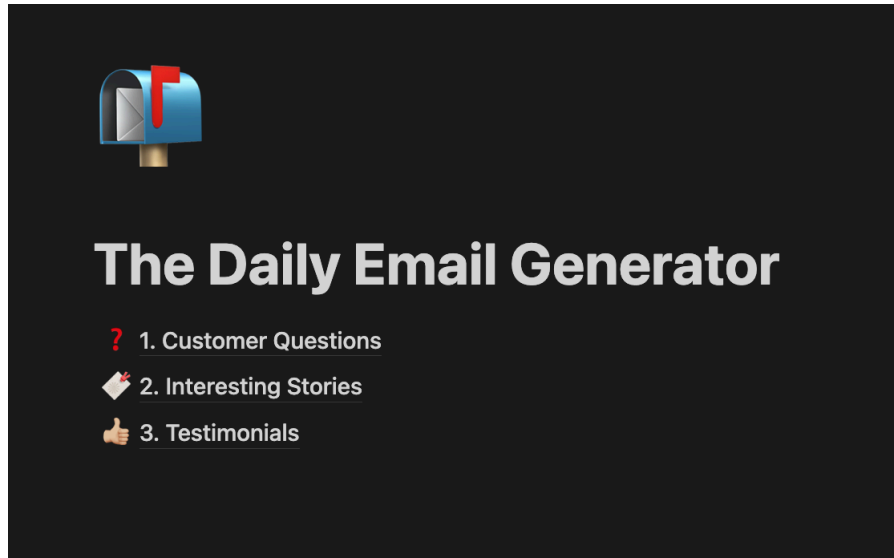 The Daily Email Generator
1. Customer Questions
2. Interesting Stories
3. Testimonials